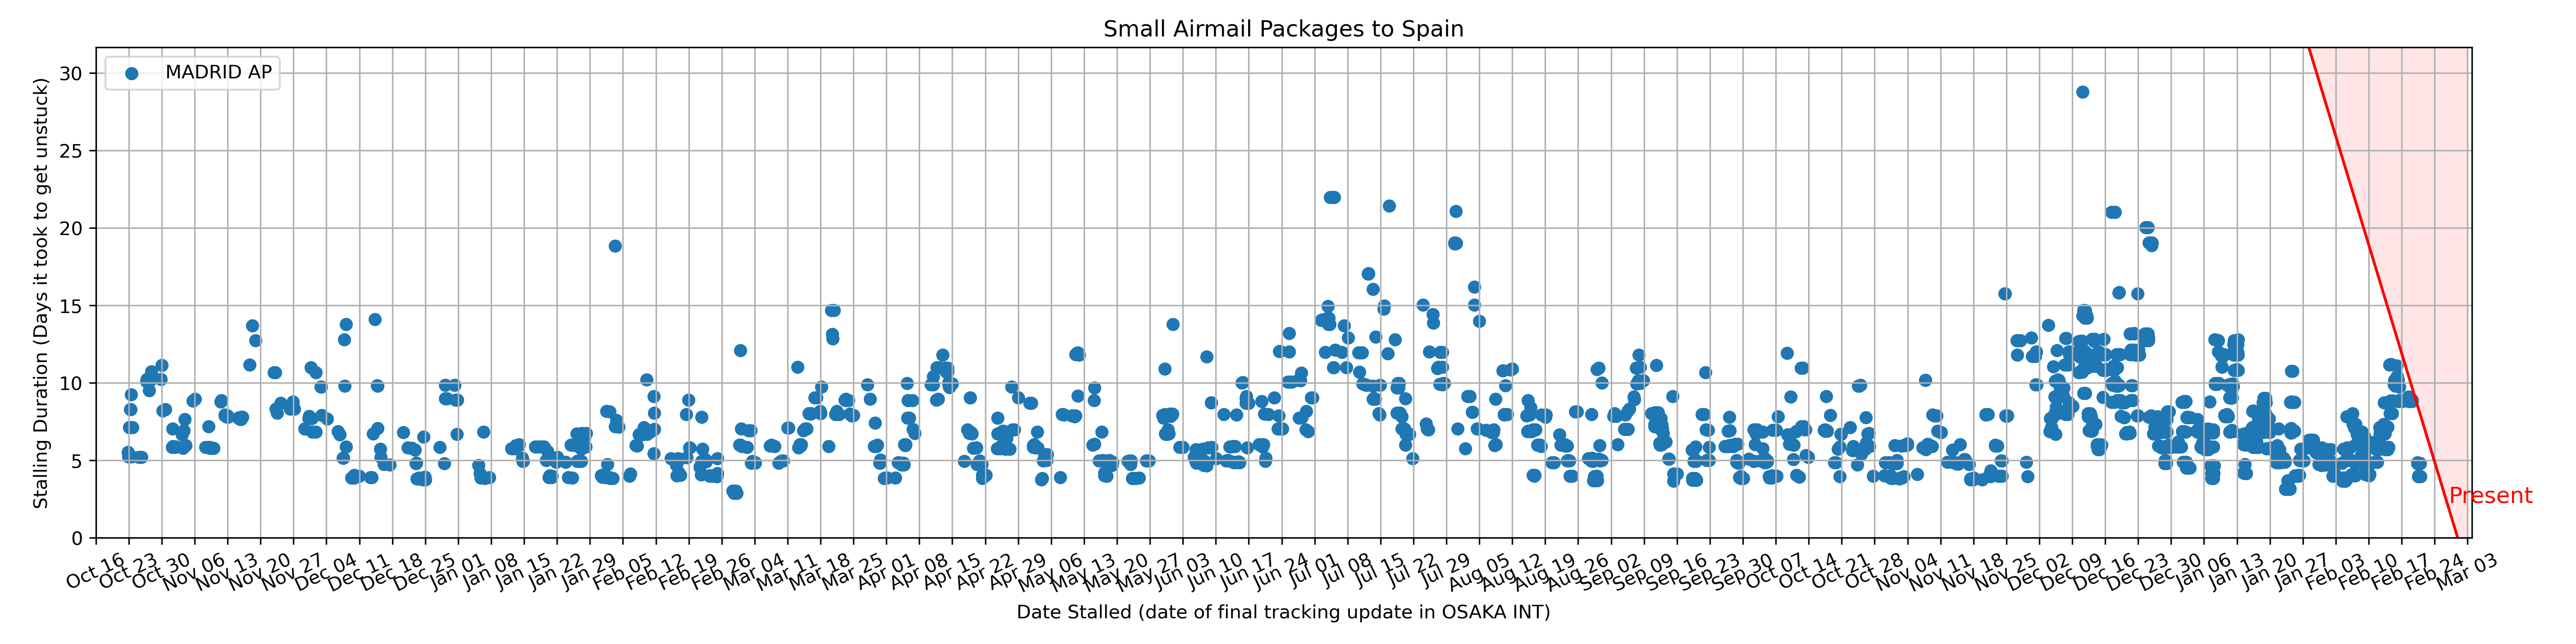 Small Airmail Packages to Spain
MADRID AP
Stalling Duration (Days it took to get unstuck)
30
25
20
15
10
5
0
Present
Oct 16 Oct 23 Oct 30 Nov 06 Nov 13 Nov 20 Nov 27 Dec 04 Dec 11 Dec 18 Dec 25 Jan 01 Jan 08 Jan 15 Jan 22 Jan 29 Feb 05 Feb 12 Feb 19 Feb 26 Mar 04 Mar 11 Mar 18 Mar 25 Apr 01 Apr 08 Apr 15 Apr 22 Apr 29 May 06 May 13 May 20 May 27 Jun 03 Jun 10 Jun 17 Jun 24 Jul 01 Jul 08 Jul 15 Jul 22 Jul 29 Aug 05 Aug 12 Aug 19 Aug 26 Sep 02 Sep 09 Sep 16 Sep 23 Sep 30 Oct 07 Oct 14 Oct 21 Oct 28 Nov 04 Nov 11 Nov 18 Nov 25 Dec 02 Dec 09 Dec 16 Dec 23 Dec 30 Jan 06 Jan 13 Jan 20 Jan 27 Feb 03 Feb 10 Feb 17 Feb 24 Mar 03
Date Stalled (date of final tracking update in OSAKA INT)